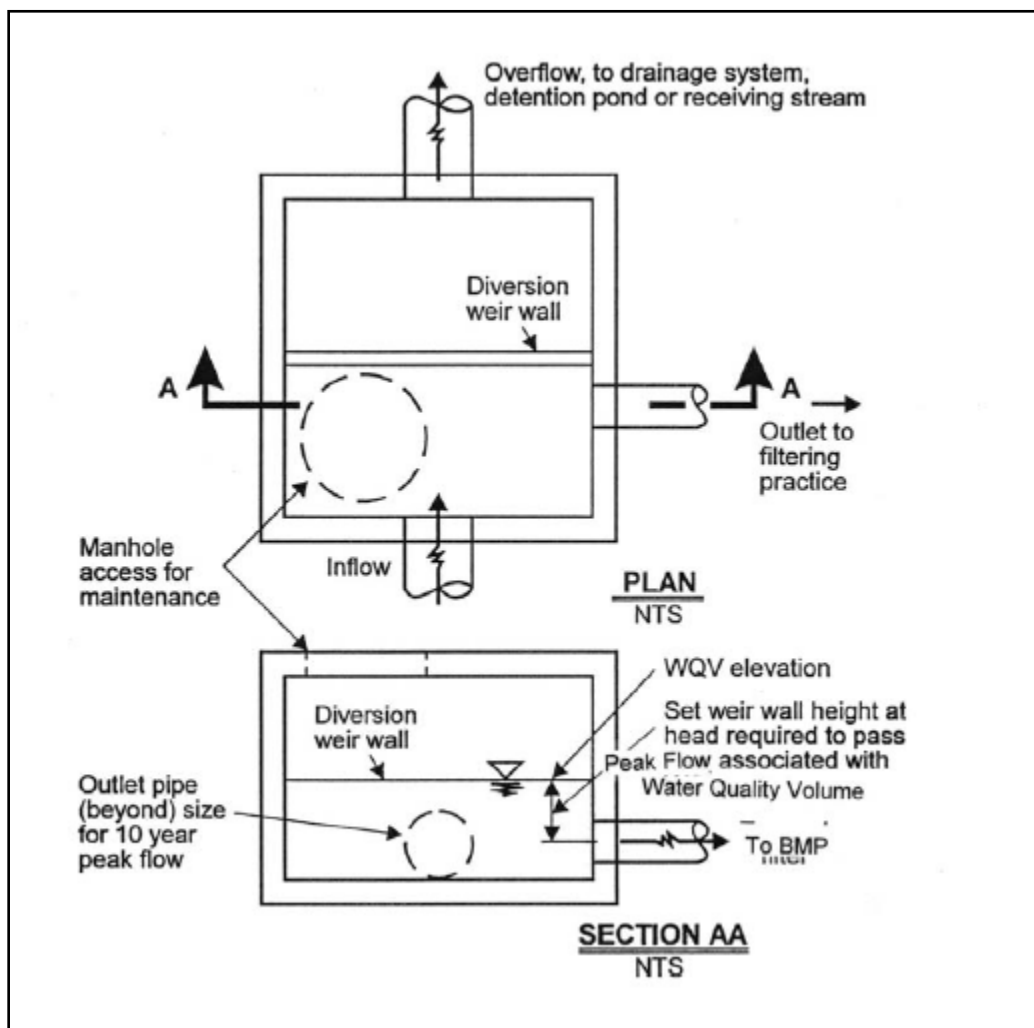 Overflow, to drainage system,
detention pond or receiving stream
Diversion
weir wall
A
A
Outlet to
filtering
practice
Manhole
access for
maintenance
Inflow
PLAN
NTS
WQV elevation
Diversion
weir wall
Set weir wall height at
head required to pass
Peak Flow associated with
Water Quality Volume
Outlet pipe
(beyond) size
for 10 year
peak flow
To BMP
SECTION AA
NTS